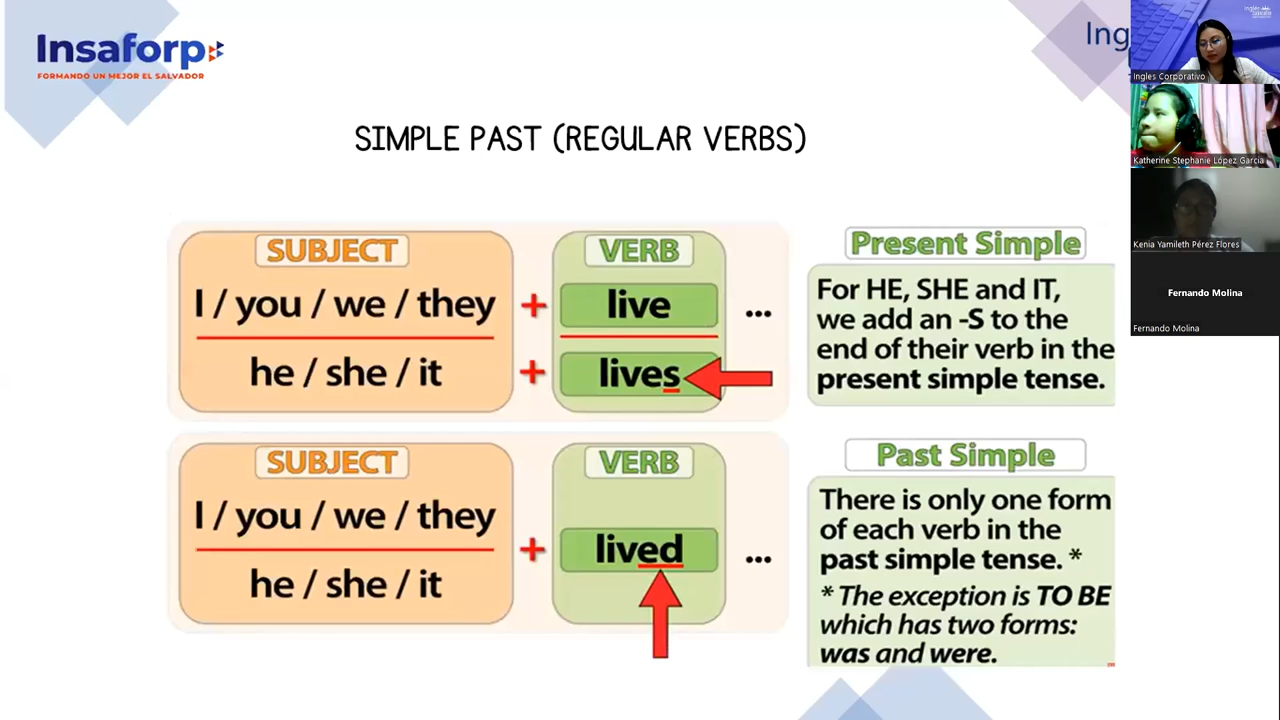 Insaforp
FORMANDO UN MEJOR EL SALVADOR
Ing
SIMPLE PAST (REGULAR VERBS)
SUBJECT
I / you / we / they
he / she / it
+
+
VERB
live
lives
...
Present Simple
For HE, SHE and IT,
we add an -S to the
end of their verb in the
present simple tense.
SUBJECT
I / you / we / they
he / she / it
+
VERB
lived
...
Past Simple
There is only one form
of each verb in the
past simple tense. *
* The exception is TO BE
which has two forms:
was and were.
Ingles Corporativo
Katherine Stephanie López García
Kenia Yamileth Pérez Flores
Fernando Molina
Fernando Molina